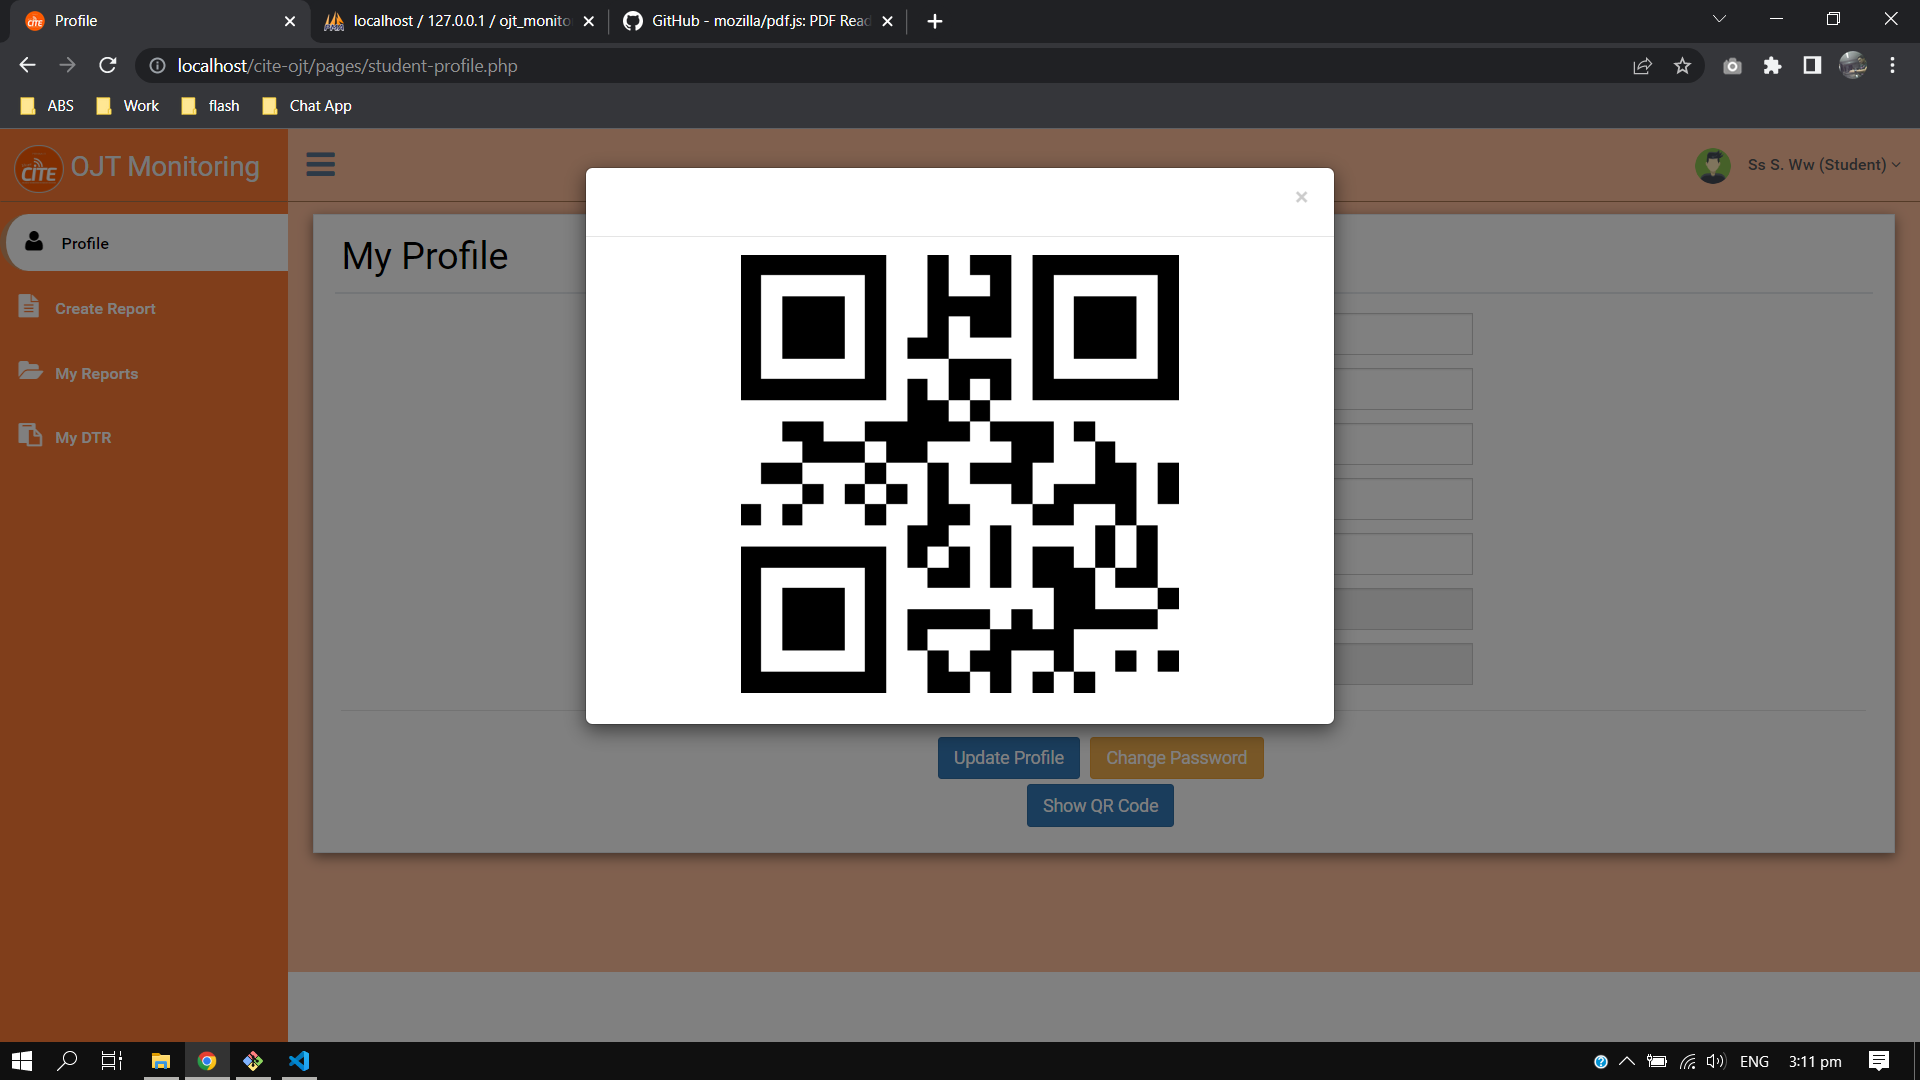 Profile
localhost / 127.0.0.1 / ojt_monito
GitHub - mozilla/pdf.js: PDF Read
localhost/cite-ojt/pages/student-profile.php
ABS
Work
flash
Chat App
CITE
OJT Monitoring
Ss S. Ww (Student)
Profile
My Profile
Create Report
My Reports
My DTR
Update Profile
Change Password
Show QR Code
ENG
3:11 pm